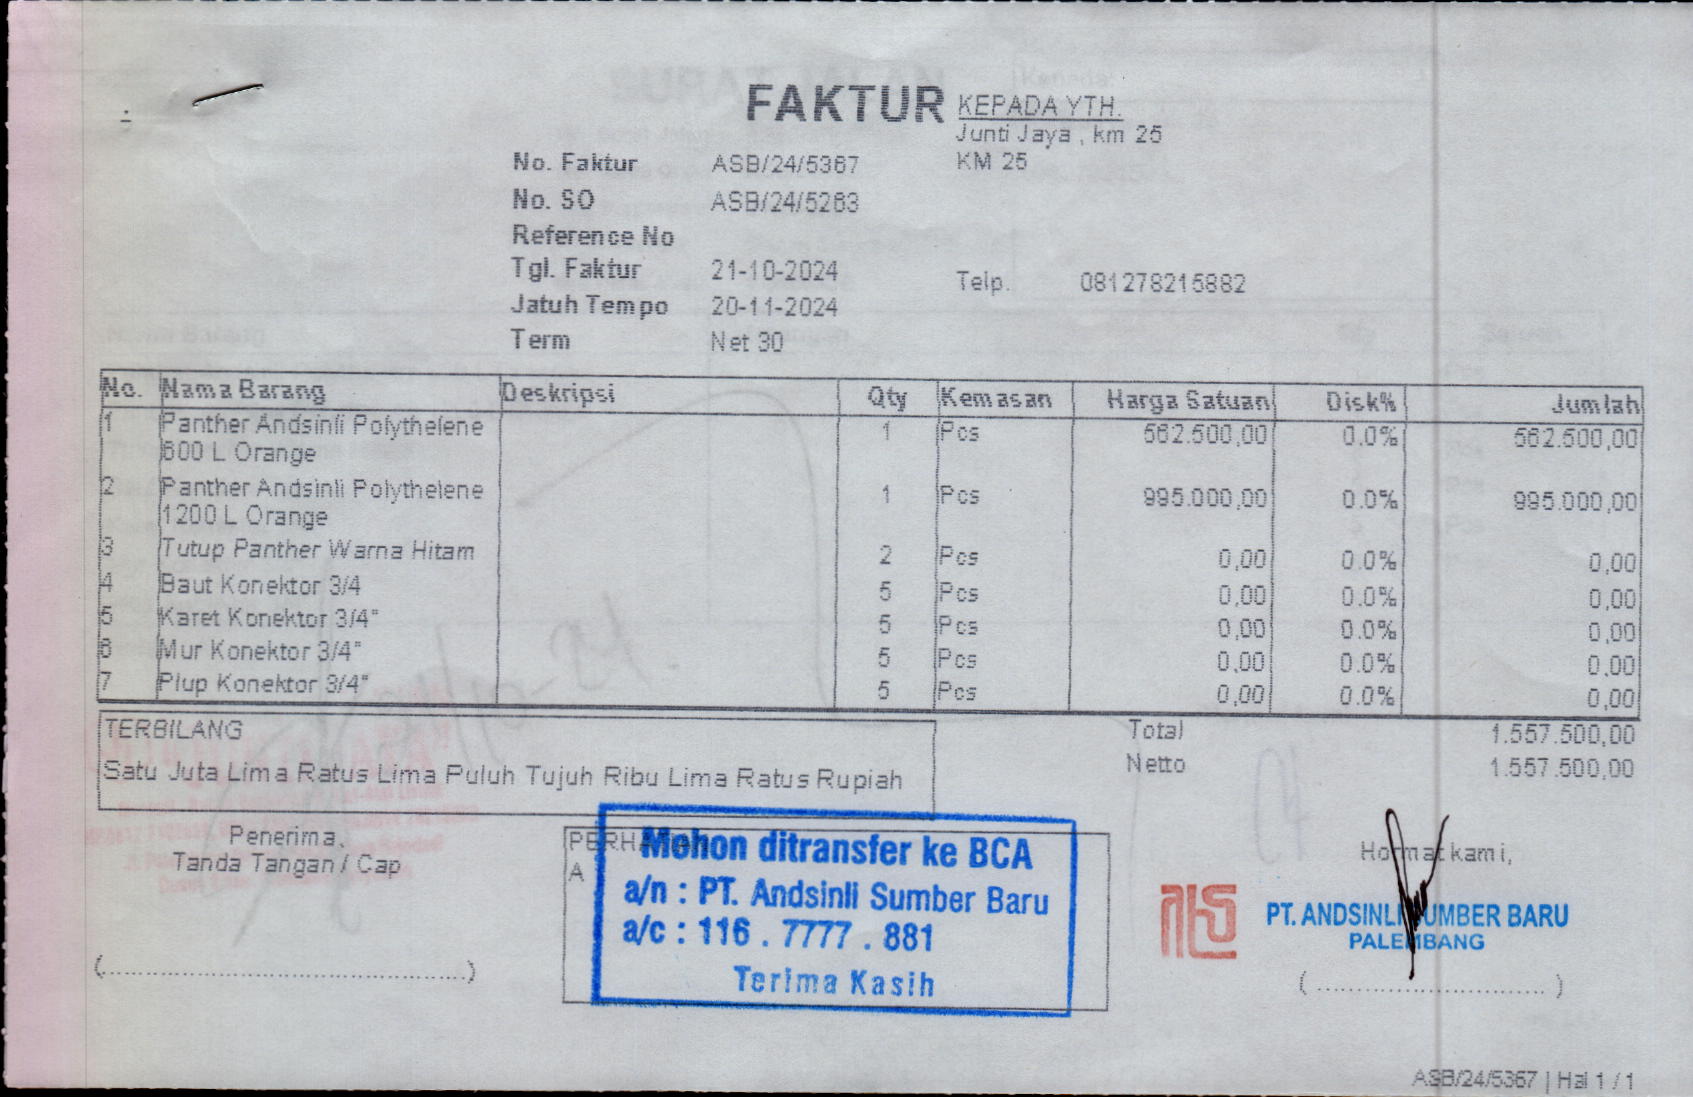 FAKTUR
KEPADA YTH.
Junti Jaya , km 25
KM 25
No. Faktur ASB/24/5367
No. SO ASB/24/5263
Reference No
Tgl. Faktur 21-10-2024
Telp. 081278215882
Jatuh Tempo 20-11-2024
Term Net 30
No. Nama Barang Deskripsi Qty Kemasan Harga Satuan Disk% Jumlah
1 Panther Andsinli Polythelene 1 Pcs 562.500,00 0.0% 562.500,00
600 L Orange
2 Panther Andsinli Polythelene 1 Pcs 995.000,00 0.0% 995.000,00
1200 L Orange
3 Tutup Panther Warna Hitam 2 Pcs 0,00 0.0% 0,00
4 Baut Konektor 3/4 5 Pcs 0,00 0.0% 0,00
5 Karet Konektor 3/4" 5 Pcs 0,00 0.0% 0,00
6 Mur Konektor 3/4" 5 Pcs 0,00 0.0% 0,00
7 Plup Konektor 3/4" 5 Pcs 0,00 0.0% 0,00
TERBILANG
Satu Juta Lima Ratus Lima Puluh Tujuh Ribu Lima Ratus Rupiah
Total 1.557.500,00
Netto 1.557.500,00
Penerima,
Tanda Tangan / Cap
(................................................)
Mohon ditransfer ke BCA
a/n : PT. Andsinli Sumber Baru
a/c : 116 . 7777 . 881
Terima Kasih
Hormat kami,
PT. ANDSINLI SUMBER BARU
PALEMBANG
(..............................)
ASB/24/5367 | Hal 1 / 1